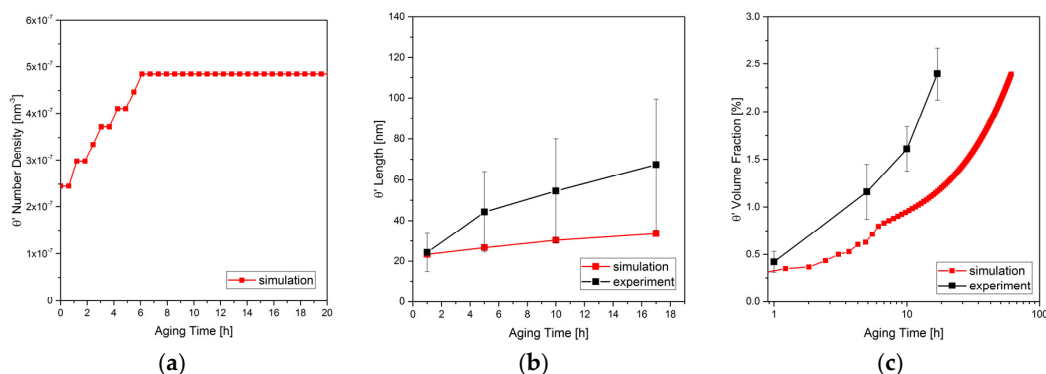 6x10⁻⁷
5x10⁻⁷
4x10⁻⁷
3x10⁻⁷
2x10⁻⁷
1x10⁻⁷
θ' Number Density [nm⁻³]
simulation
0 2 4 6 8 10 12 14 16 18 20
Aging Time [h]
(a)
140
120
100
80
60
40
20
0
θ' Length [nm]
simulation
experiment
0 2 4 6 8 10 12 14 16 18
Aging Time [h]
(b)
3.0
2.5
2.0
1.5
1.0
0.5
0.0
θ' Volume Fraction [%]
simulation
experiment
1 10 100
Aging Time [h]
(c)